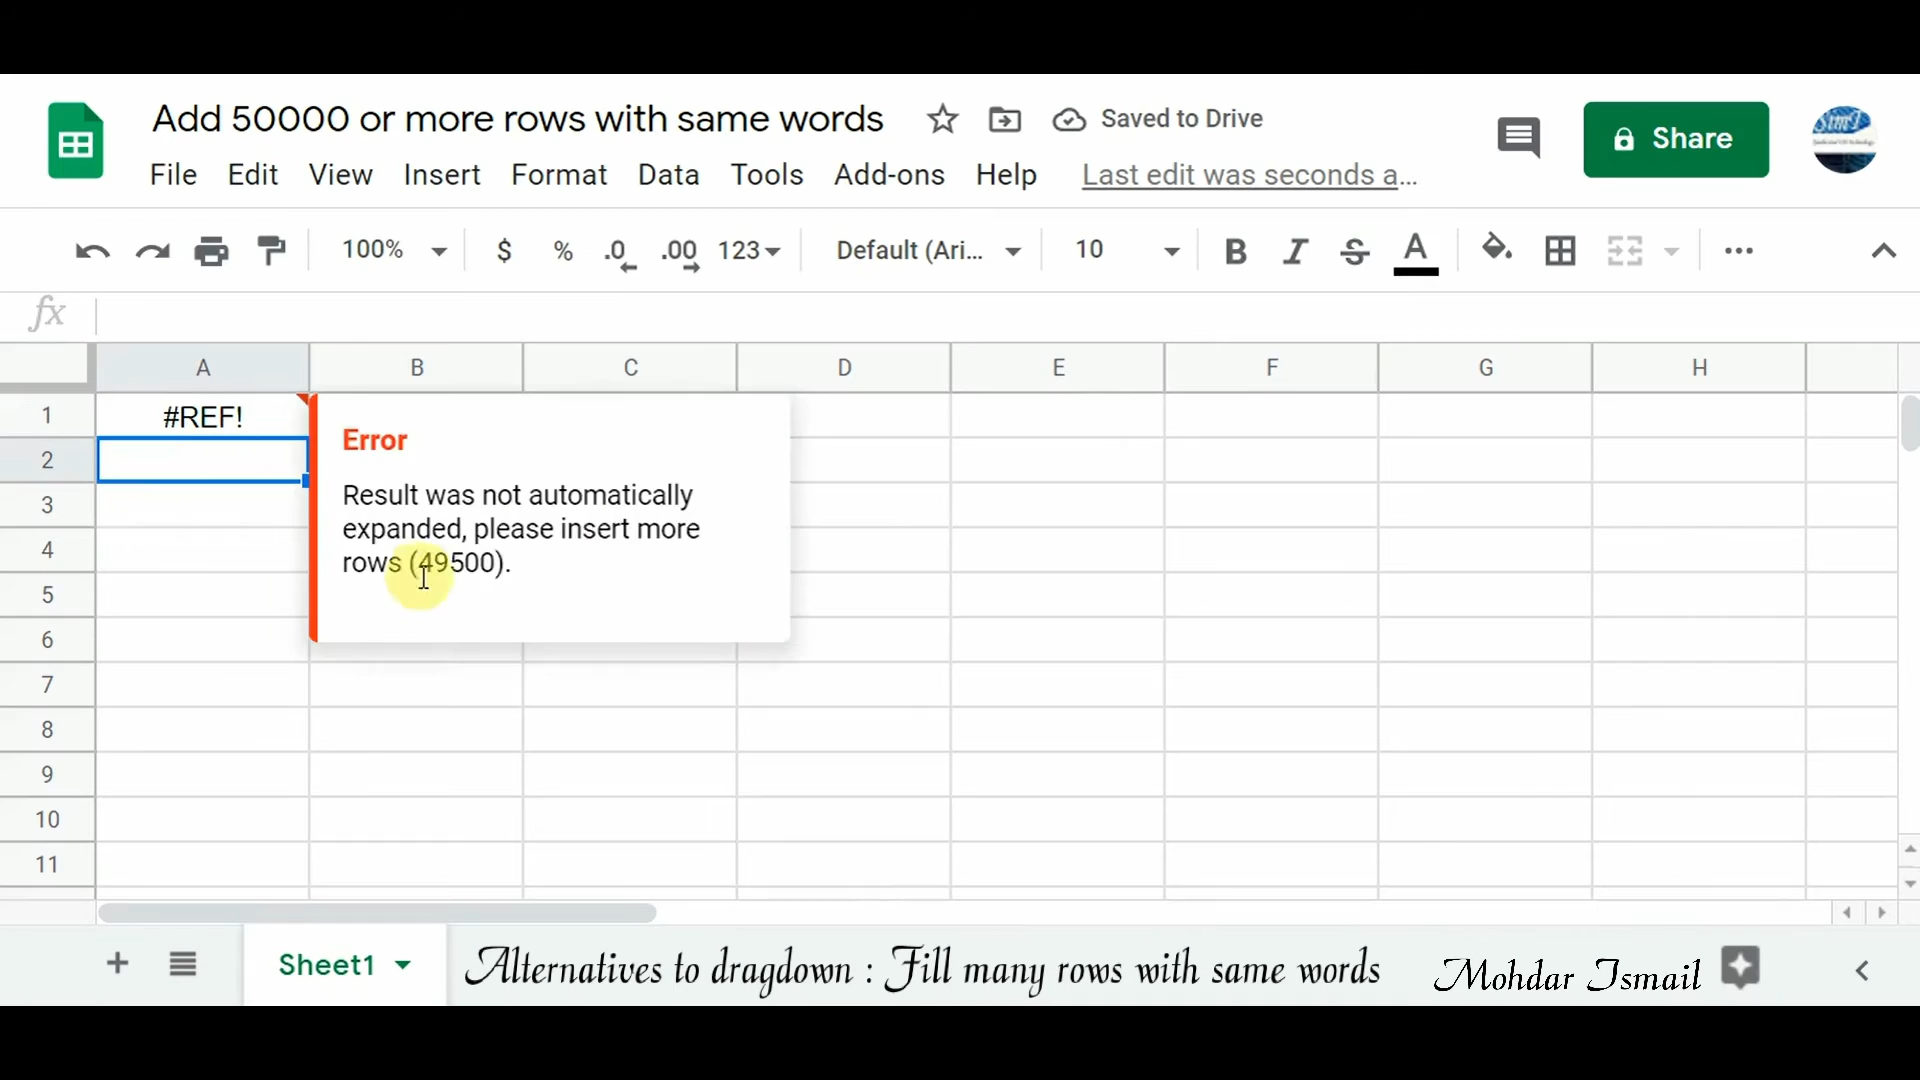 Add 50000 or more rows with same words
Saved to Drive
Share
File Edit View Insert Format Data Tools Add-ons Help Last edit was seconds a...
100% $ % .0 .00 123 Default (Ari... 10 B I S A
fx
A B C D E F G H
1 #REF!
Error
2
Result was not automatically
3
expanded, please insert more
4
rows (49500).
5
6
7
8
9
10
11
Sheet1
Alternatives to dragdown : Fill many rows with same words
Mohdar Ismail